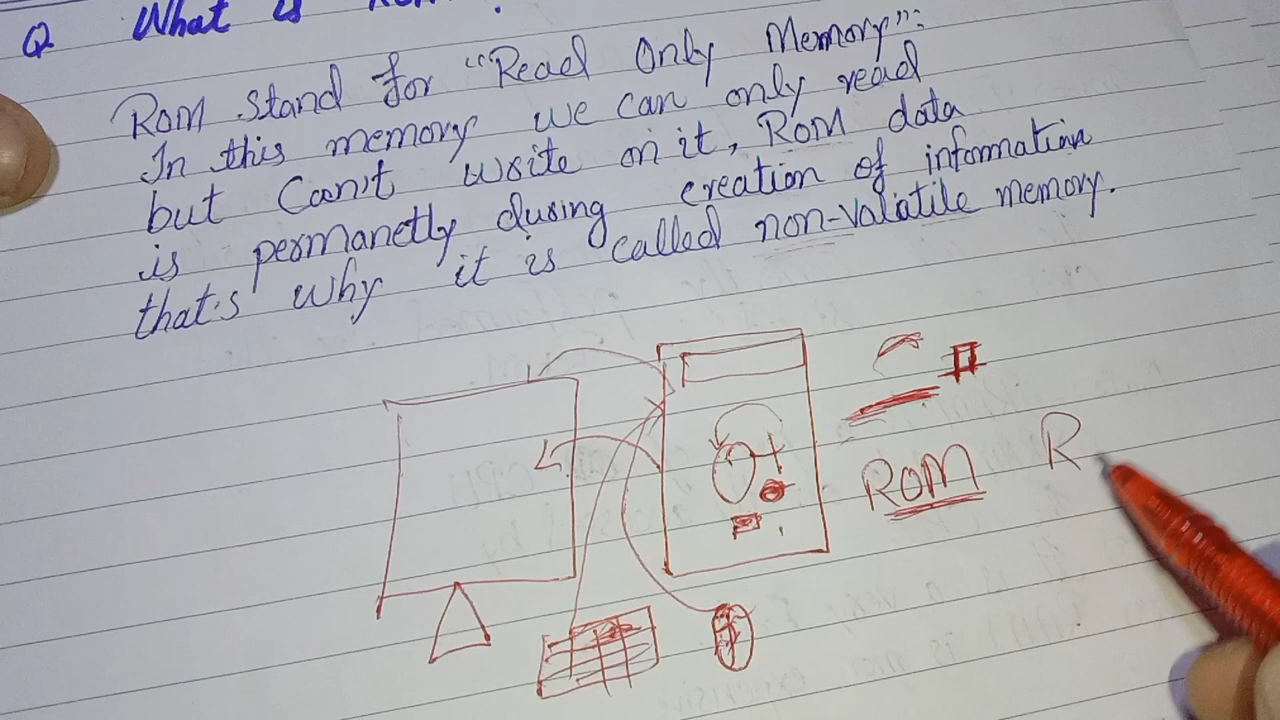 Q What is ROM?
ROM stand for "Read Only Memory":
In this memory we can only read
but Can't write on it, ROM data
is permanetly during creation of information
that's why it is called non-volatile memory.
ROM R